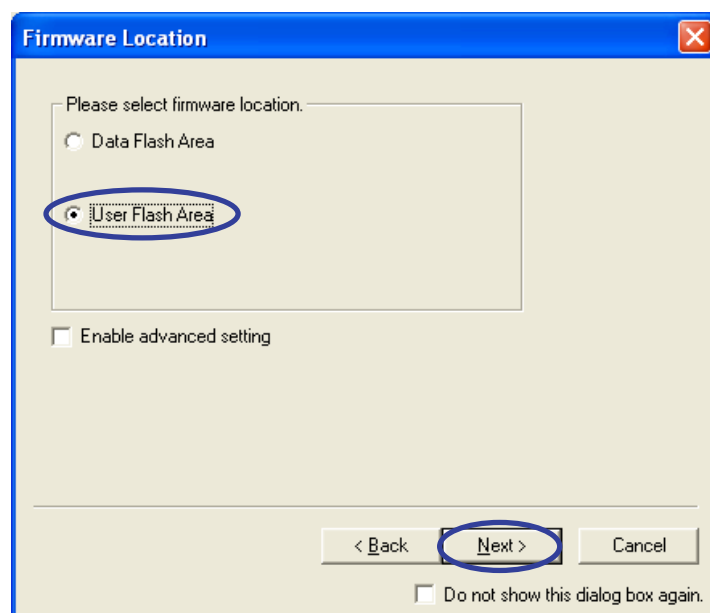 Firmware Location
Please select firmware location.
Data Flash Area
User Flash Area
Enable advanced setting
< Back
Next >
Cancel
Do not show this dialog box again.